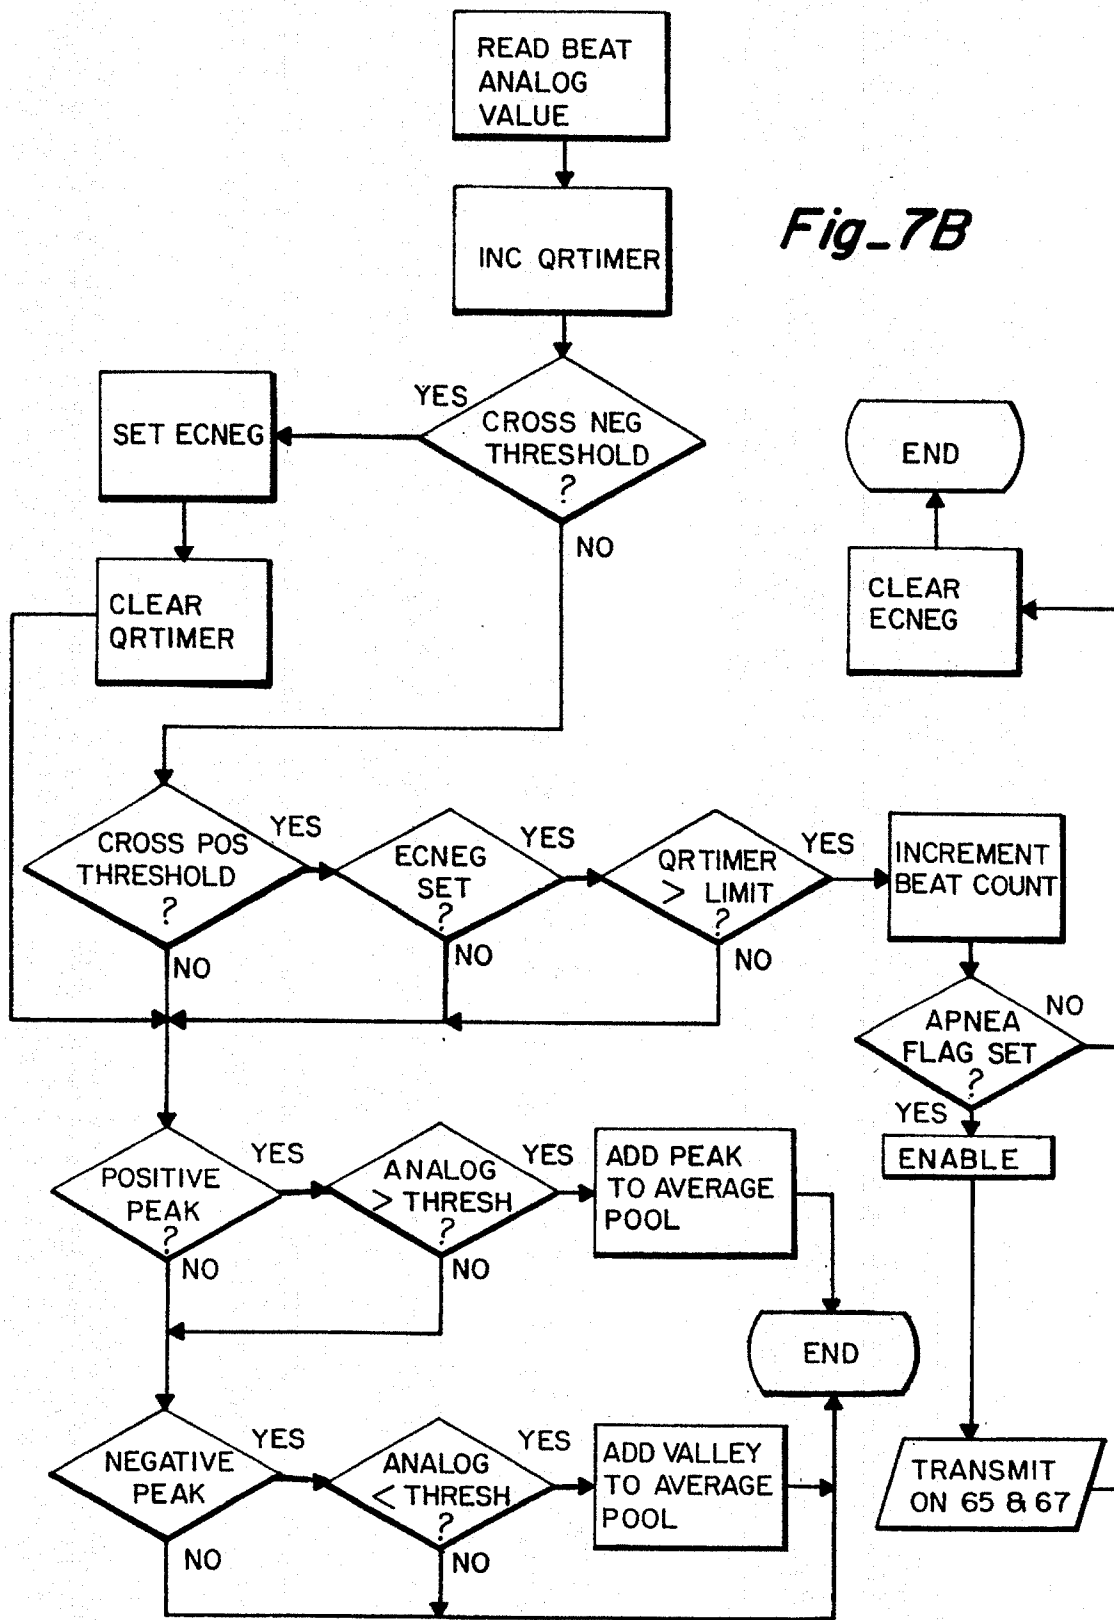 READ BEAT
ANALOG
VALUE
Fig_7B
INC QRTIMER
YES
CROSS NEG
THRESHOLD
?
NO
SET ECNEG
CLEAR
QRTIMER
END
CLEAR
ECNEG
CROSS POS
THRESHOLD
?
YES
NO
ECNEG
SET
?
YES
NO
QRTIMER
> LIMIT
?
YES
NO
INCREMENT
BEAT COUNT
APNEA
FLAG SET
?
NO
YES
ENABLE
POSITIVE
PEAK
?
YES
NO
ANALOG
> THRESH
?
YES
NO
ADD PEAK
TO AVERAGE
POOL
END
NEGATIVE
PEAK
YES
NO
ANALOG
< THRESH
?
YES
NO
ADD VALLEY
TO AVERAGE
POOL
TRANSMIT
ON 65 & 67